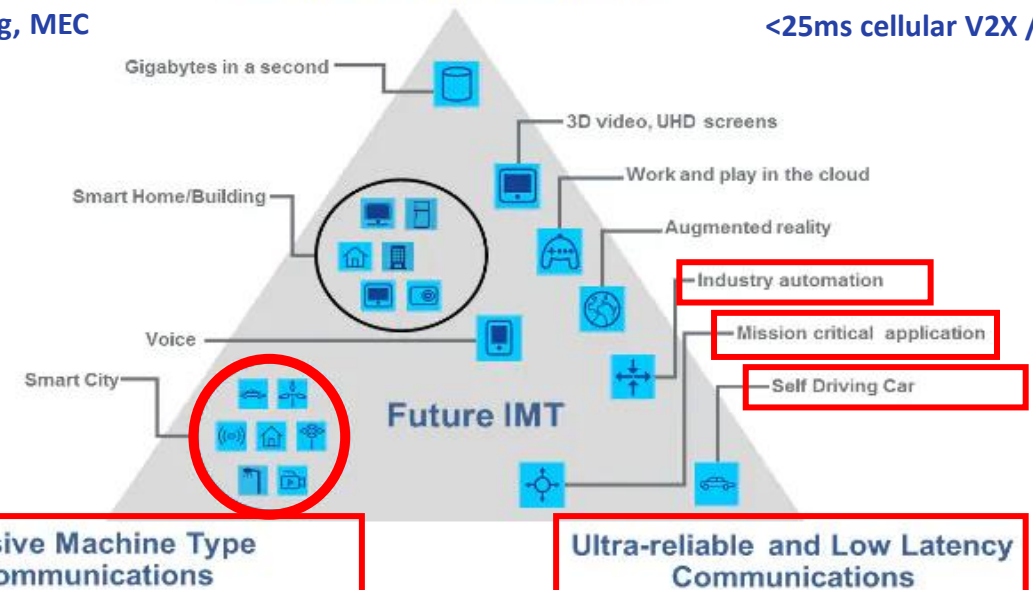 g, MEC
<25ms cellular V2X /
Gigabytes in a second
3D video, UHD screens
Work and play in the cloud
Smart Home/Building
Augmented reality
Industry automation
Mission critical application
Voice
Smart City
Self Driving Car
Future IMT
sive Machine Type
ommunications
Ultra-reliable and Low Latency
Communications